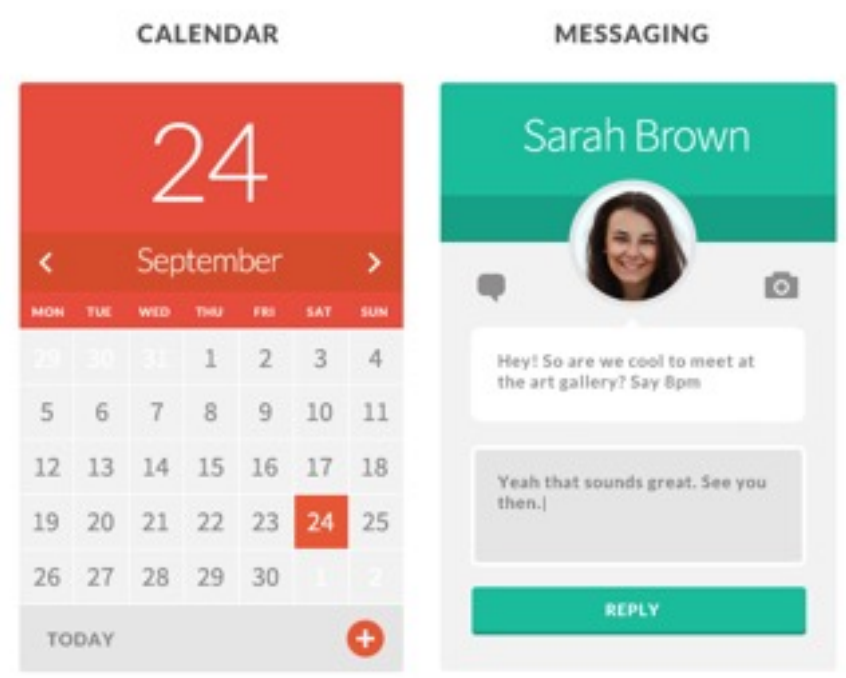 CALENDAR
24
September
MON TUE WED THU FRI SAT SUN
29 30 31 1 2 3 4
5 6 7 8 9 10 11
12 13 14 15 16 17 18
19 20 21 22 23 24 25
26 27 28 29 30 1 2
TODAY
MESSAGING
Sarah Brown
Hey! So are we cool to meet at
the art gallery? Say 8pm
Yeah that sounds great. See you
then.
REPLY